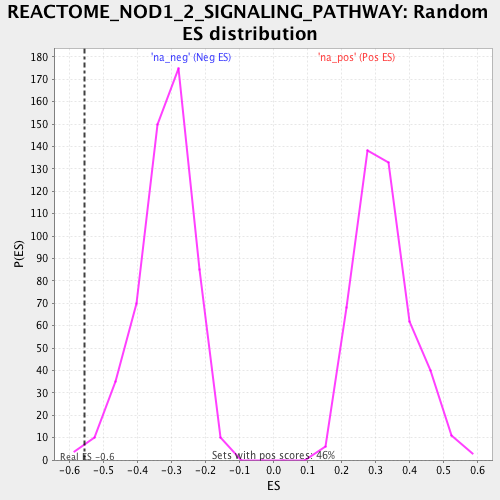 REACTOME_NOD1_2_SIGNALING_PATHWAY: Random
ES distribution
'na_neg' (Neg ES)
'na_pos' (Pos ES)
180
170
160
150
140
130
120
110
100
90
80
70
60
50
40
30
20
10
0
P(ES)
Real ES -0.6
Sets with pos scores: 46%
-0.6 -0.5 -0.4 -0.3 -0.2 -0.1 0.0 0.1 0.2 0.3 0.4 0.5 0.6
ES